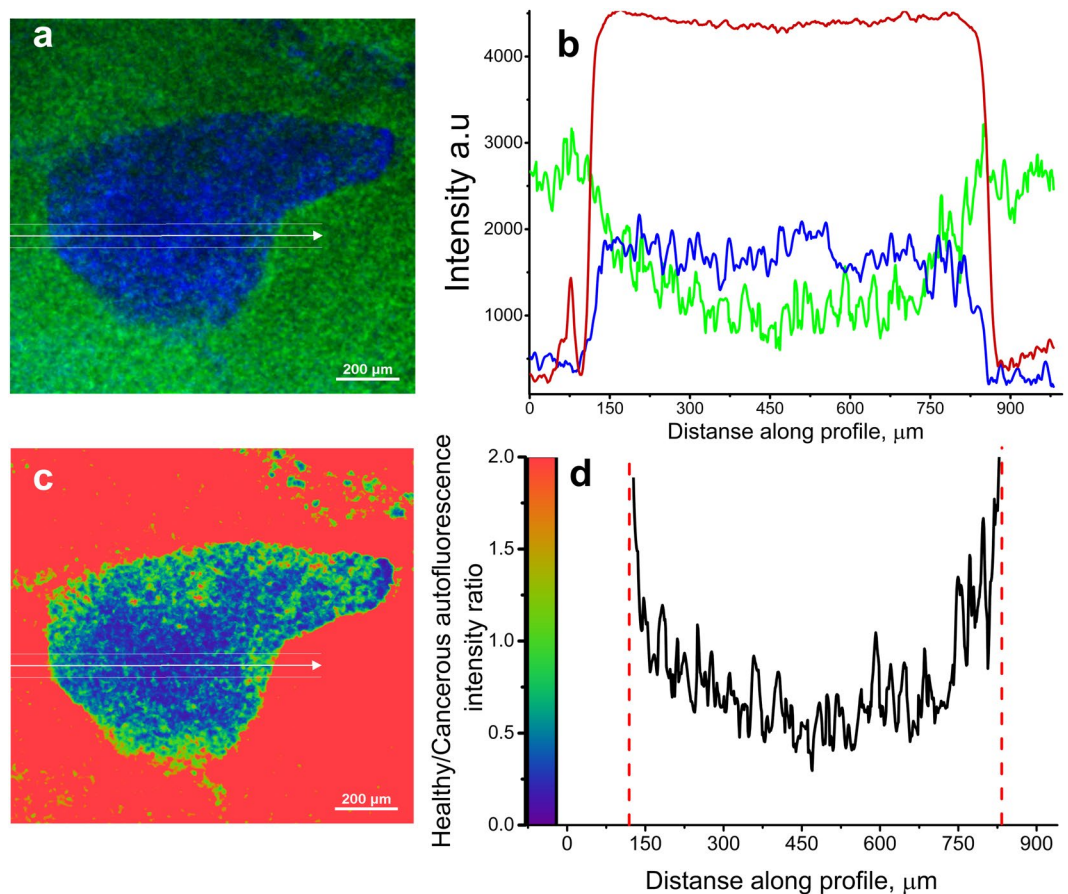 a
200 µm
b
Intensity a.u
4000
3000
2000
1000
0 150 300 450 600 750 900
Distanse along profile, µm
c
200 µm
d
Healthy/Cancerous autofluorescence
intensity ratio
2.0
1.5
1.0
0.5
0.0
0 150 300 450 600 750 900
Distanse along profile, µm